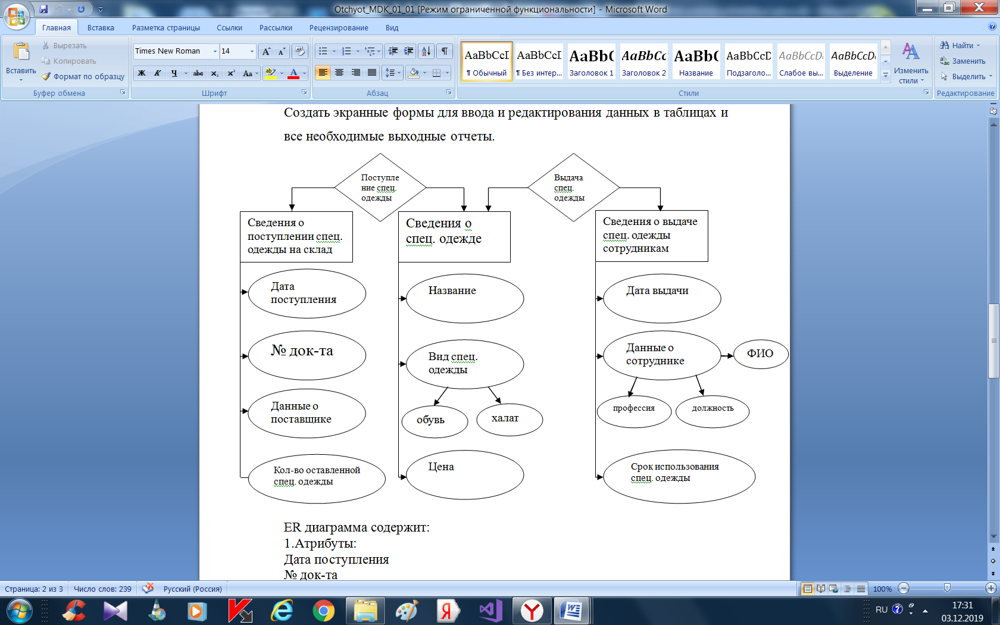 Otchyot_MDK_01_01 [Режим ограниченной функциональности] - Microsoft Word
Главная Вставка Разметка страницы Ссылки Рассылки Рецензирование Вид
Вставить
Вырезать
Копировать
Формат по образцу
Буфер обмена
Times New Roman 14
Ж К Ч abc x₂ x² Aa
Шрифт
Абзац
AaBbCcI AaBbCcI AaBb( AaBbCc AaBb( AaBbCcD AaBbCcDi AaBbCcDi
¶ Обычный ¶ Без интер... Заголовок 1 Заголовок 2 Название Подзаголо... Слабое вы... Выделение
Изменить
стили
Стили
Найти
Заменить
Выделить
Редактирование
Создать экранные формы для ввода и редактирования данных в таблицах и
все необходимые выходные отчеты.
Поступле
ние спец.
одежды
Выдача
спец.
одежды
Сведения о
поступлении спец.
одежды на склад
Сведения о
спец. одежде
Сведения о выдаче
спец. одежды
сотрудникам
Дата
поступления
Название
Дата выдачи
№ док-та
Вид спец.
одежды
Данные о
сотруднике
ФИО
Данные о
поставщике
обувь
халат
профессия
должность
Кол-во оставленной
спец. одежды
Цена
Срок использования
спец. одежды
ER диаграмма содержит:
1.Атрибуты:
Дата поступления
№ док-та
Страница: 2 из 3 Число слов: 239 Русский (Россия) 100%
RU
17:31
03.12.2019